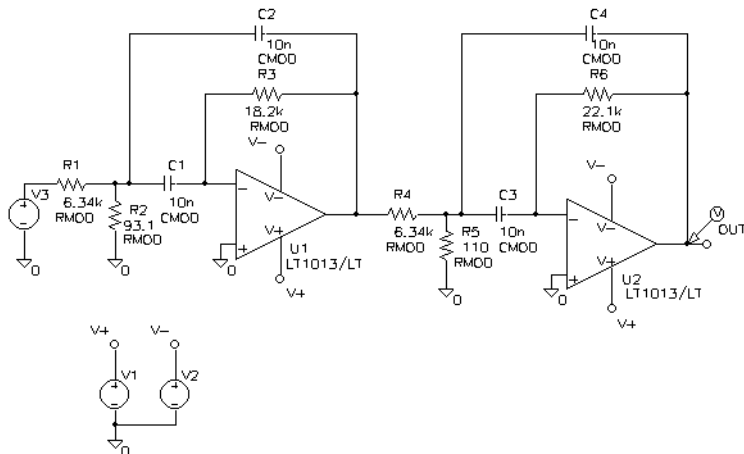 C2
10n
CMOD
R3
18.2k
RMOD
V-
C4
10n
CMOD
R6
22.1k
RMOD
V-
V3
R1
6.34k
RMOD
R2
93.1
RMOD
C1
10n
CMOD
V-
V+
U1
LT1013/LT
V+
R4
6.34k
RMOD
R5
110
RMOD
C3
10n
CMOD
V-
V+
U2
LT1013/LT
V+
V
OUT
0
0
0
0
0
V+
V-
V1
V2
0